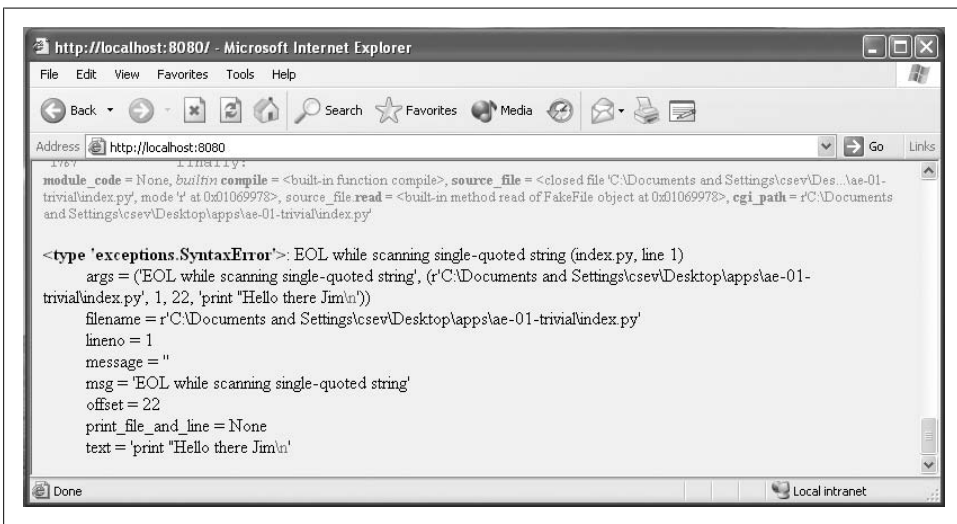 http://localhost:8080/ - Microsoft Internet Explorer
File Edit View Favorites Tools Help
Back Search Favorites Media
Address http://localhost:8080 Go Links
1767 finally:
module_code = None, builtin compile = <built-in function compile>, source_file = <closed file 'C:\Documents and Settings\csev\Des...\ae-01-
trivial\index.py', mode 'r' at 0x01069978>, source_file.read = <built-in method read of FakeFile object at 0x01069978>, cgi_path = r'C:\Documents
and Settings\csev\Desktop\apps\ae-01-trivial\index.py'
<type 'exceptions.SyntaxError'>: EOL while scanning single-quoted string (index.py, line 1)
args = ('EOL while scanning single-quoted string', (r'C:\Documents and Settings\csev\Desktop\apps\ae-01-
trivial\index.py', 1, 22, 'print "Hello there Jim\n'))
filename = r'C:\Documents and Settings\csev\Desktop\apps\ae-01-trivial\index.py'
lineno = 1
message = ''
msg = 'EOL while scanning single-quoted string'
offset = 22
print_file_and_line = None
text = 'print "Hello there Jim\n'
Done Local intranet